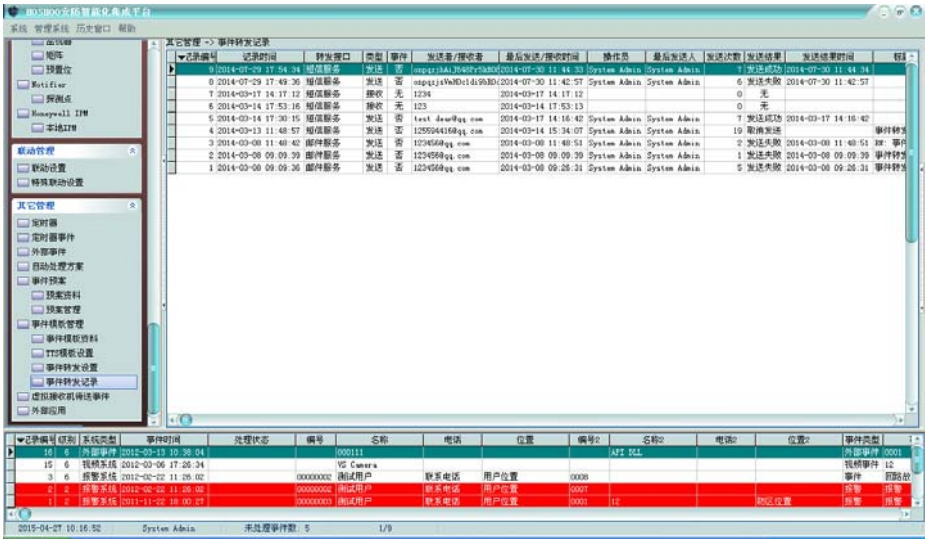 HOSHOO安防智能化集成平台
系统 管理系统 历史窗口 帮助
矩阵
预置位
Notifier
探测点
Honeywell IPM
本地IPM
联动管理
联动设置
特殊联动设置
其它管理
定时器
定时器事件
外部事件
自动处理方案
事件预案
预案资料
预案管理
事件模板管理
事件模板资料
TTS模板设置
事件转发设置
事件转发记录
虚拟接收机待送事件
外部应用
其它管理 -> 事件转发记录
记录编号 记录时间 转发接口 类型 事件 发送者/接收者 最后发送/接收时间 操作员 最后发送人 发送次数 发送结果 发送结果时间
9 2014-07-29 17:54:34 短信服务 发送 否 2014-07-30 11:44:33 System Admin System Admin 7 发送成功 2014-07-30 11:44:34
8 2014-07-29 17:49:36 短信服务 发送 否 2014-07-30 11:42:57 System Admin System Admin 6 发送失败 2014-07-30 11:42:57
7 2014-03-17 14:17:12 短信服务 接收 无 1234 2014-03-17 14:17:12 0 无
6 2014-03-14 17:53:16 短信服务 接收 无 123 2014-03-14 17:53:13 0 无
5 2014-03-14 17:30:15 短信服务 发送 否 test dear@qq.com 2014-03-17 14:16:42 System Admin System Admin 7 发送成功 2014-03-17 14:16:42
4 2014-03-13 11:48:57 短信服务 发送 否 1255944168qq.com 2014-03-14 15:34:07 System Admin System Admin 19 取消发送 事件转发
3 2014-03-08 11:48:42 邮件服务 发送 否 123456@qq.com 2014-03-08 11:48:51 System Admin System Admin 2 发送失败 2014-03-08 11:48:51
2 2014-03-08 09:09:39 邮件服务 发送 否 123456@qq.com 2014-03-08 09:09:39 System Admin System Admin 1 发送失败 2014-03-08 09:09:39 事件转发
1 2014-03-08 09:09:36 邮件服务 发送 否 123456@qq.com 2014-03-08 09:26:31 System Admin System Admin 5 发送失败 2014-03-08 09:26:31 事件转发
记录编号 级别 系统类型 事件时间 处理状态 编号 名称 电话 位置 编号2 名称2 电话2 位置2 事件类型
16 6 外部事件 2012-03-13 10:38:04 000111 API DLL 外部事件 0001
15 6 视频系统 2012-03-06 17:26:34 VS Camera 视频事件 12
3 6 报警系统 2012-02-22 11:26:02 00000002 测试用户 联系电话 用户位置 0008 事件 回路故
2 2 报警系统 2012-02-22 11:26:02 00000002 测试用户 联系电话 用户位置 0007 报警 报警
1 2 报警系统 2011-11-22 18:00:27 00000003 测试用户 联系电话 用户位置 0001 12 防区位置 报警 报警
2015-04-27 10:16:52 System Admin 未处理事件数: 5 1/9